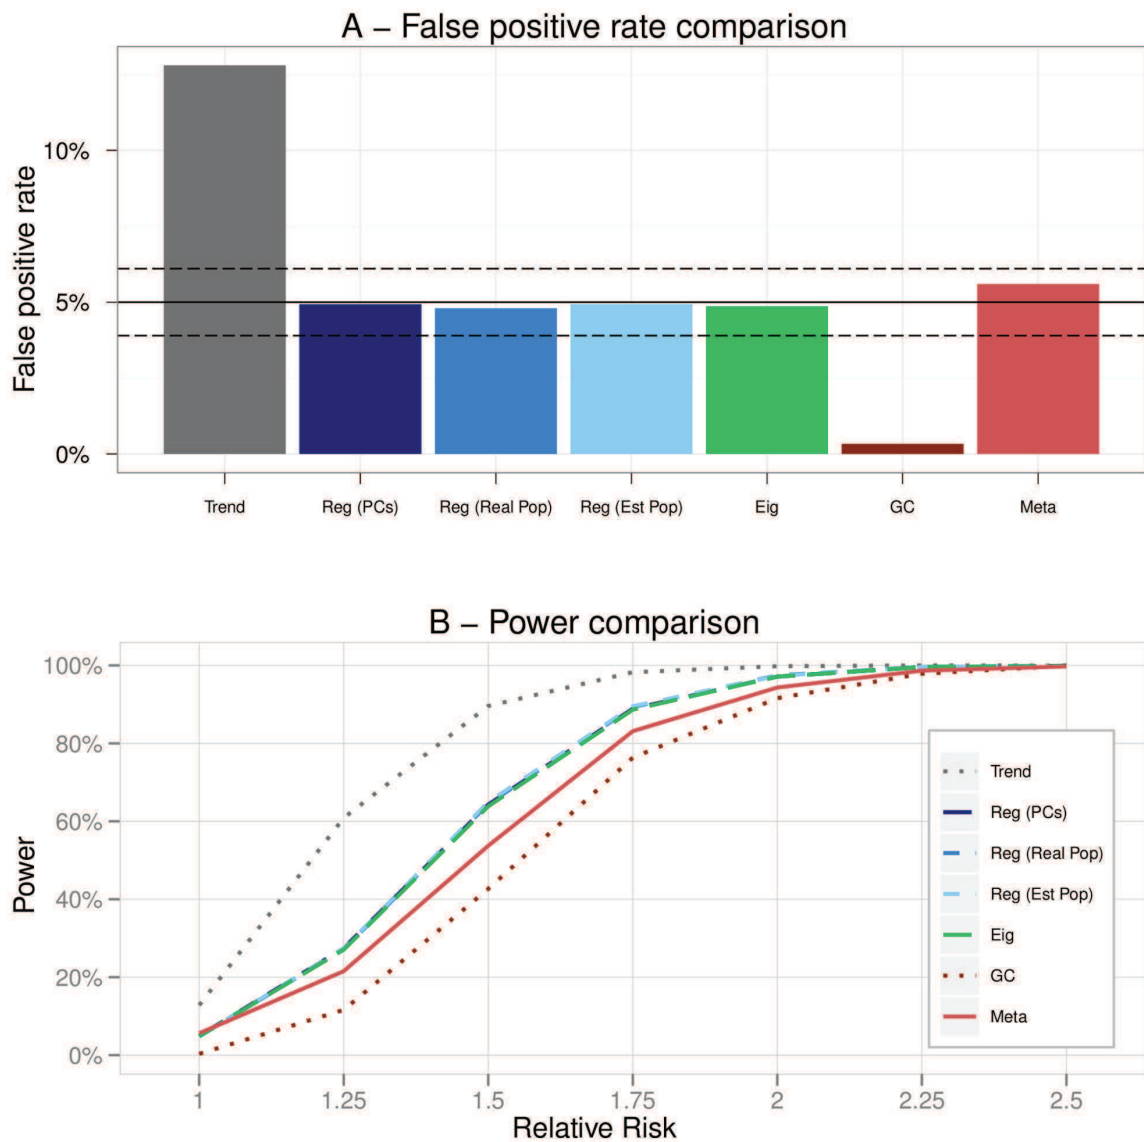 A – False positive rate comparison
False positive rate
10%
5%
0%
Trend Reg (PCs) Reg (Real Pop) Reg (Est Pop) Eig GC Meta
B – Power comparison
Power
100%
80%
60%
40%
20%
0%
Trend
Reg (PCs)
Reg (Real Pop)
Reg (Est Pop)
Eig
GC
Meta
1 1.25 1.5 1.75 2 2.25 2.5
Relative Risk